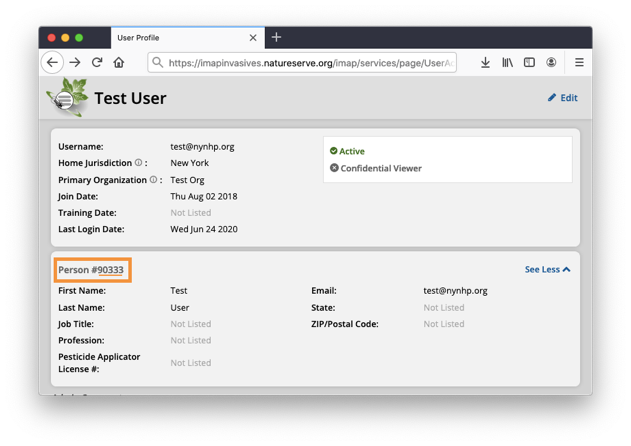 User Profile
https://imapinvasives.natureserve.org/imap/services/page/UserAc
Test User
Edit
Username: test@nynhp.org
Active
Home Jurisdiction : New York
Confidential Viewer
Primary Organization : Test Org
Join Date: Thu Aug 02 2018
Training Date: Not Listed
Last Login Date: Wed Jun 24 2020
Person #90333
See Less
First Name: Test Email: test@nynhp.org
Last Name: User State: Not Listed
Job Title: Not Listed ZIP/Postal Code: Not Listed
Profession: Not Listed
Pesticide Applicator
License #: Not Listed